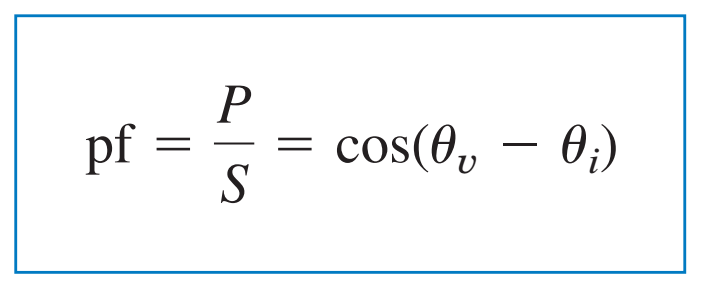 pf = P/S = cos(θ_v − θ_i)